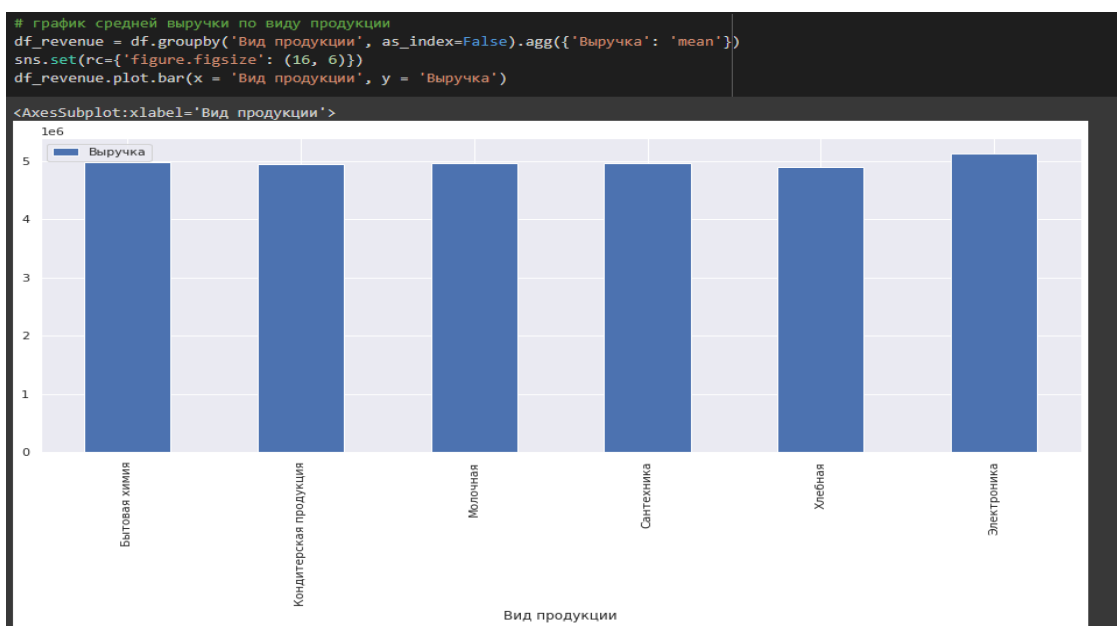 # график средней выручки по виду продукции
df_revenue = df.groupby('Вид продукции', as_index=False).agg({'Выручка': 'mean'})
sns.set(rc={'figure.figsize': (16, 6)})
df_revenue.plot.bar(x = 'Вид продукции', y = 'Выручка')
<AxesSubplot:xlabel='Вид продукции'>
1e6
Выручка
5
4
3
2
1
0
Бытовая химия
Кондитерская продукция
Молочная
Сантехника
Хлебная
Электроника
Вид продукции